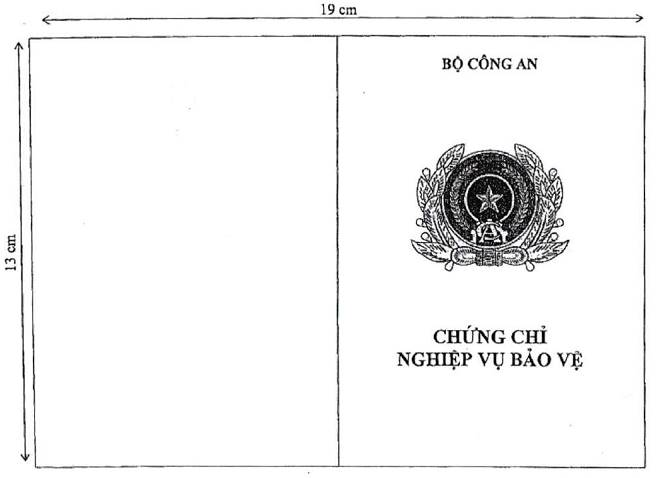 19 cm
13 cm
BỘ CÔNG AN
CHỨNG CHỈ
NGHIỆP VỤ BẢO VỆ